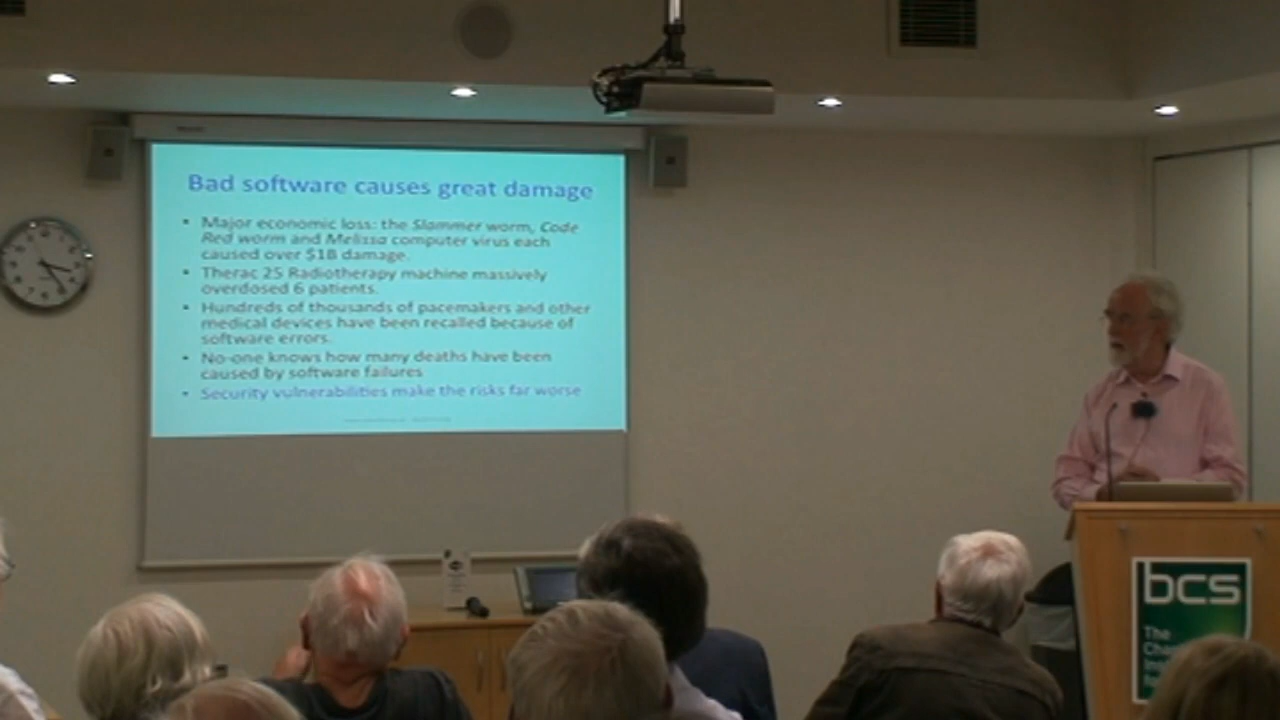 Bad software causes great damage
• Major economic loss: the Slammer worm, Code
Red worm and Melissa computer virus each
caused over $1B damage.
• Therac 25 Radiotherapy machine massively
overdosed 6 patients.
• Hundreds of thousands of pacemakers and other
medical devices have been recalled because of
software errors.
• No-one knows how many deaths have been
caused by software failures
• Security vulnerabilities make the risks far worse
bcs
The